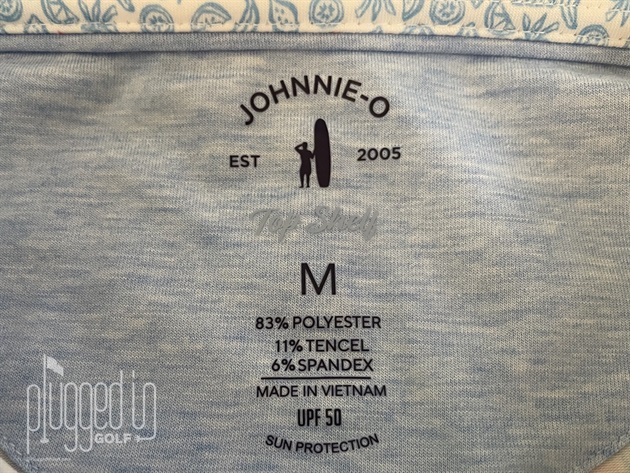 JOHNNIE-O
EST 2005
Top Shelf
M
83% POLYESTER
11% TENCEL
6% SPANDEX
MADE IN VIETNAM
UPF 50
SUN PROTECTION
plugged in
GOLF